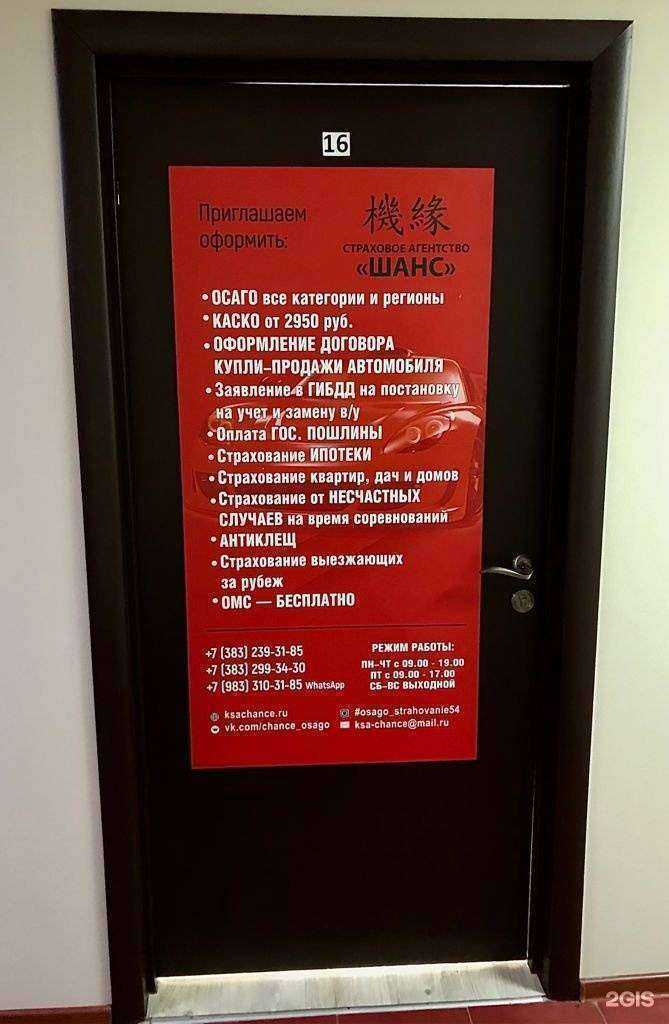 16
Приглашаем
оформить:
機緣
СТРАХОВОЕ АГЕНТСТВО
«ШАНС»
• ОСАГО все категории и регионы
• КАСКО от 2950 руб.
• ОФОРМЛЕНИЕ ДОГОВОРА
КУПЛИ-ПРОДАЖИ АВТОМОБИЛЯ
• Заявление в ГИБДД на постановку
на учет и замену в/у
• Оплата ГОС. ПОШЛИНЫ
• Страхование ИПОТЕКИ
• Страхование квартир, дач и домов
• Страхование от НЕСЧАСТНЫХ
СЛУЧАЕВ на время соревнований
• АНТИКЛЕЩ
• Страхование выезжающих
за рубеж
• ОМС — БЕСПЛАТНО
+7 (383) 239-31-85
+7 (383) 299-34-30
+7 (983) 310-31-85 WhatsApp
РЕЖИМ РАБОТЫ:
ПН-ЧТ с 09.00 - 19.00
ПТ с 09.00 - 17.00
СБ-ВС ВЫХОДНОЙ
ksachance.ru
vk.com/chance_osago
#osago_strahovanie54
ksa-chance@mail.ru
2GIS